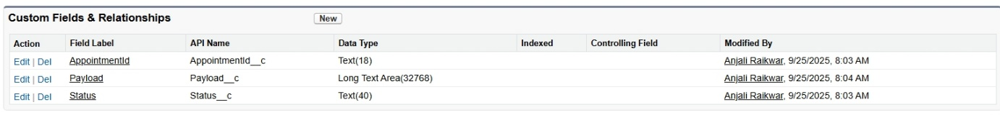 Custom Fields & Relationships New
Action Field Label API Name Data Type Indexed Controlling Field Modified By
Edit | Del AppointmentId AppointmentId__c Text(18) Anjali Raikwar, 9/25/2025, 8:03 AM
Edit | Del Payload Payload__c Long Text Area(32768) Anjali Raikwar, 9/25/2025, 8:04 AM
Edit | Del Status Status__c Text(40) Anjali Raikwar, 9/25/2025, 8:03 AM